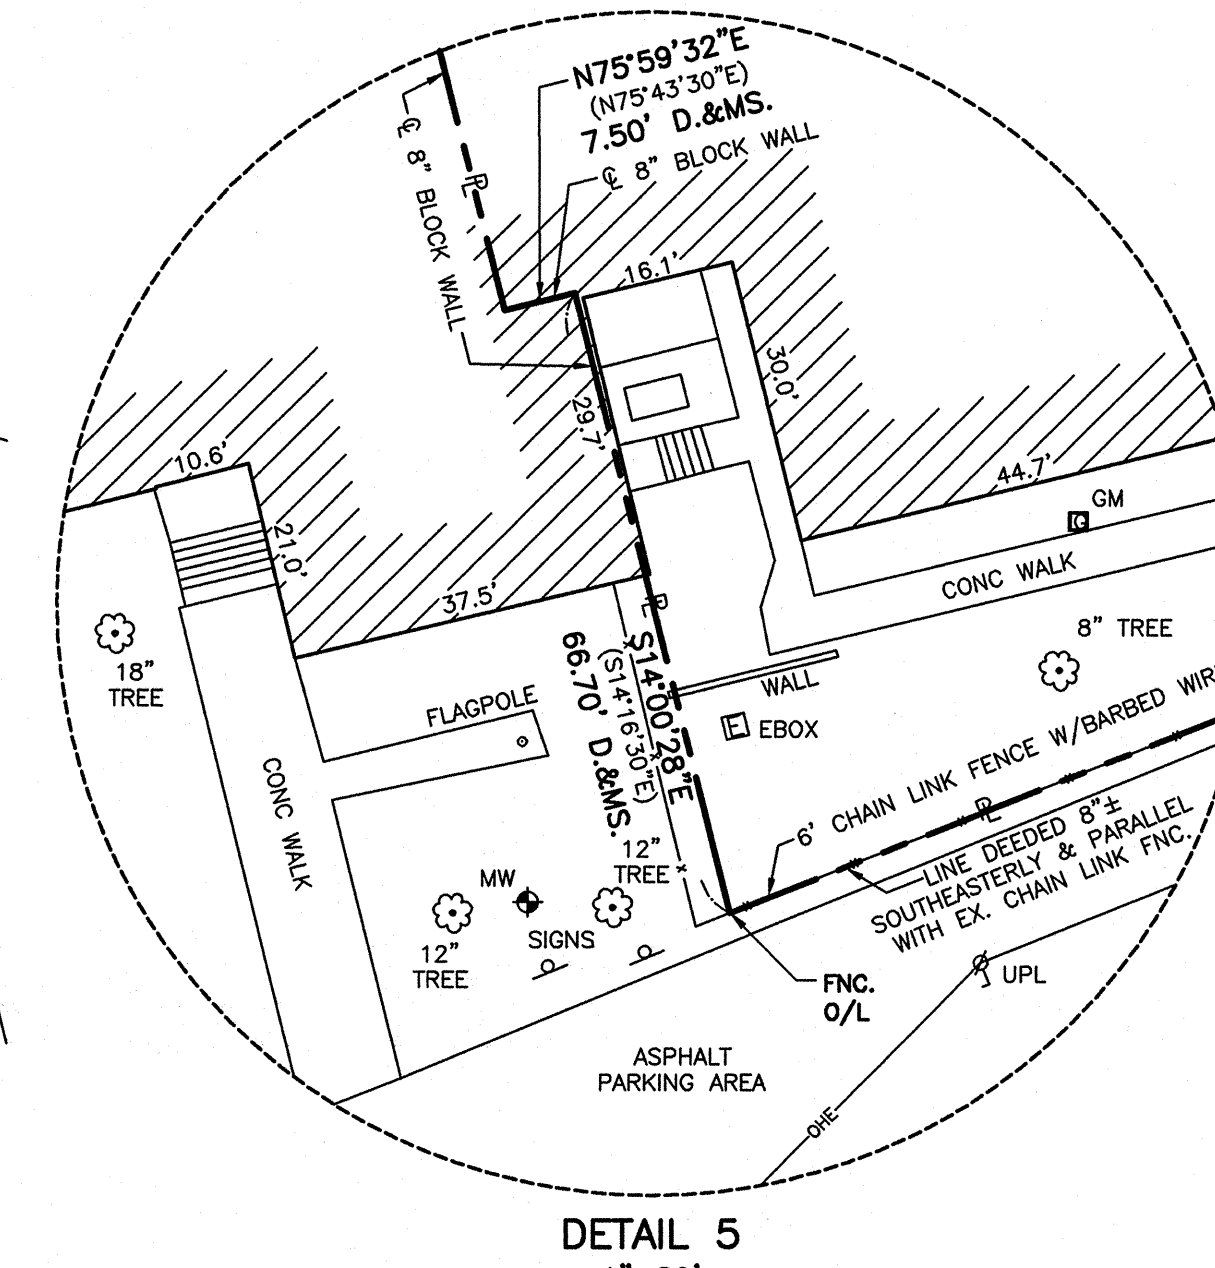 N75°59'32"E
(N75°43'30"E)
7.50' D.&MS.
℄ 8" BLOCK WALL
℄ 8" BLOCK WALL
PL
16.1'
30.0'
29.7'
10.6'
21.0'
37.5'
44.7'
GM
G
CONC WALK
8" TREE
18"
TREE
PL
S14°00'28"E
(S14°16'30"E)
66.70' D.&MS.
WALL
FLAGPOLE
E
EBOX
CONC WALK
6' CHAIN LINK FENCE W/BARBED WIR
PL
LINE DEEDED 8"±
SOUTHEASTERLY & PARALLEL
WITH EX. CHAIN LINK FNC.
12"
TREE
MW
12"
TREE
SIGNS
FNC.
O/L
UPL
ASPHALT
PARKING AREA
OHE
DETAIL 5